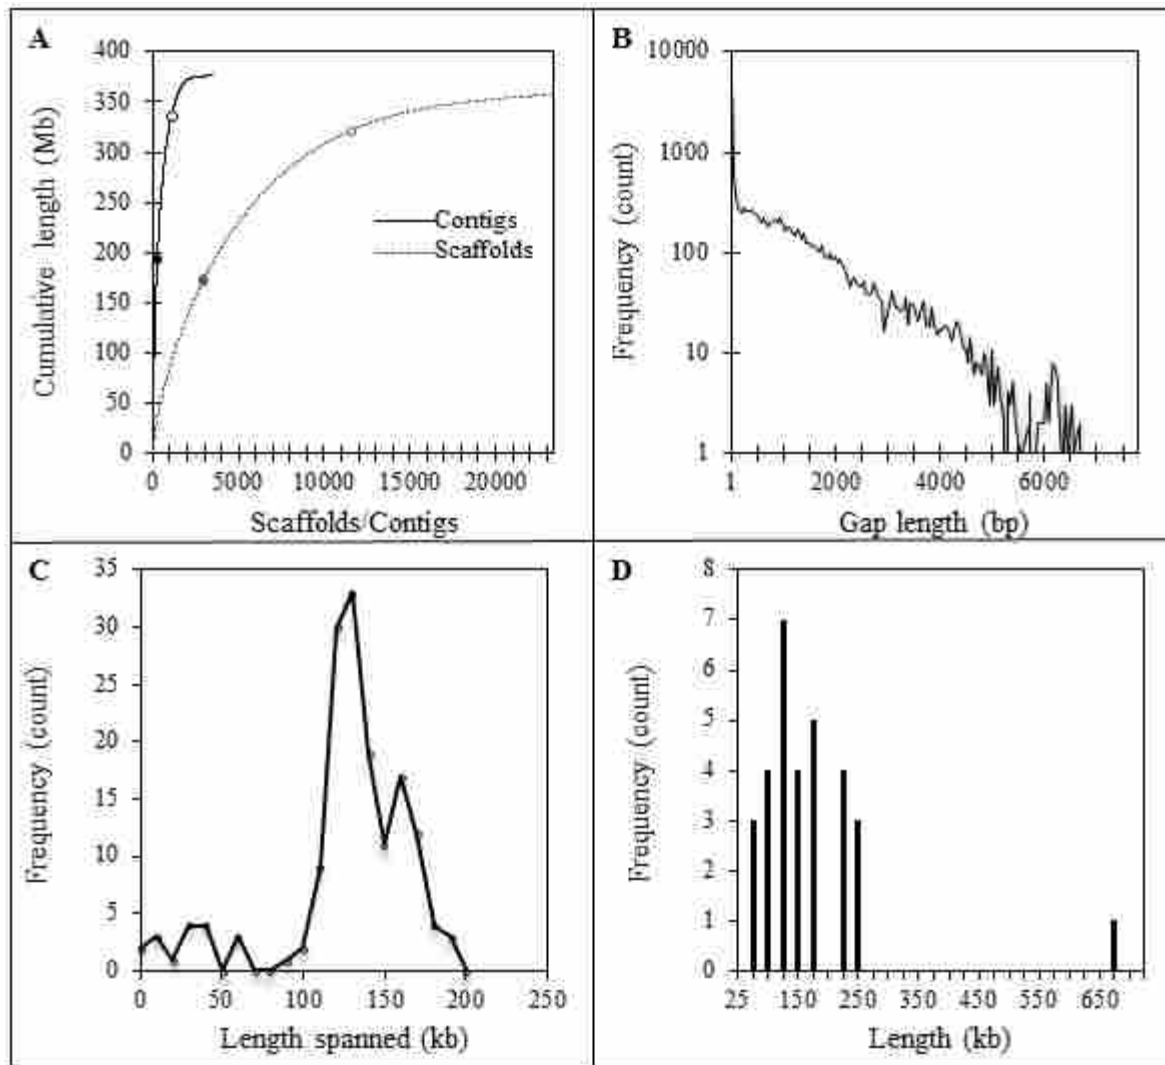 A
Cumulative length (Mb)
400
350
300
250
200
150
100
50
0
Contigs
Scaffolds
0 5000 10000 15000 20000
Scaffolds/Contigs
B
Frequency (count)
10000
1000
100
10
1
1 2000 4000 6000
Gap length (bp)
C
Frequency (count)
35
30
25
20
15
10
5
0
0 50 100 150 200 250
Length spanned (kb)
D
Frequency (count)
8
7
6
5
4
3
2
1
0
25 150 250 350 450 550 650
Length (kb)